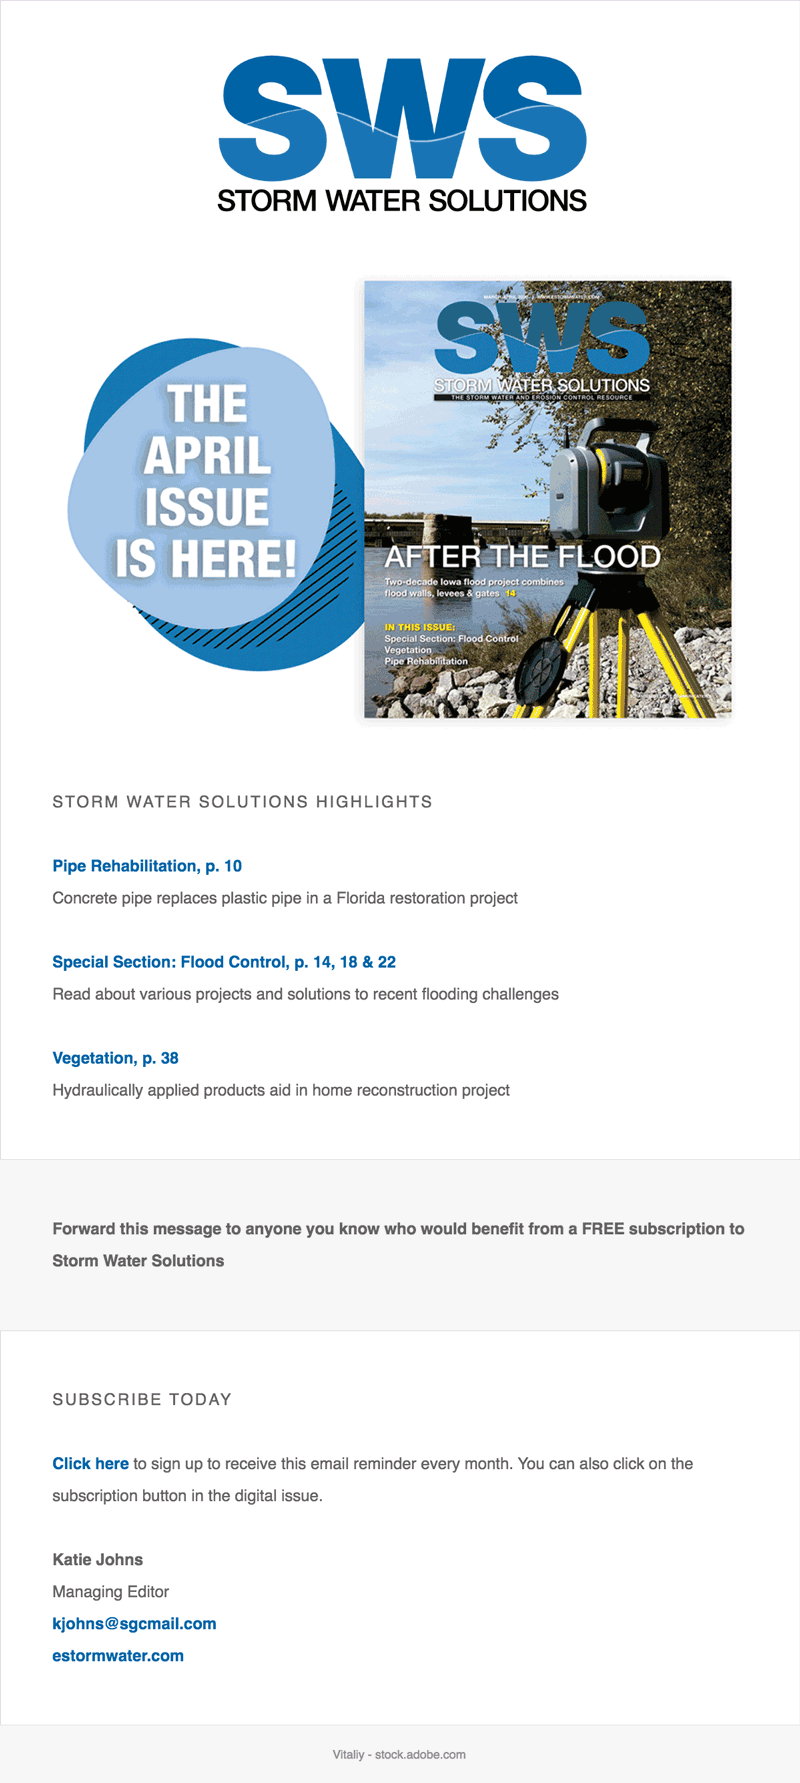 SWS
STORM WATER SOLUTIONS
THE
APRIL
ISSUE
IS HERE!
WWW.ESTORMWATER.COM
SWS
STORM WATER SOLUTIONS
THE STORM WATER AND EROSION CONTROL RESOURCE
AFTER THE FLOOD
Two-decade Iowa flood project combines
flood walls, levees & gates 14
IN THIS ISSUE:
Special Section: Flood Control
Vegetation
Pipe Rehabilitation
STORM WATER SOLUTIONS HIGHLIGHTS
Pipe Rehabilitation, p. 10
Concrete pipe replaces plastic pipe in a Florida restoration project
Special Section: Flood Control, p. 14, 18 & 22
Read about various projects and solutions to recent flooding challenges
Vegetation, p. 38
Hydraulically applied products aid in home reconstruction project
Forward this message to anyone you know who would benefit from a FREE subscription to
Storm Water Solutions
SUBSCRIBE TODAY
Click here to sign up to receive this email reminder every month. You can also click on the
subscription button in the digital issue.
Katie Johns
Managing Editor
kjohns@sgcmail.com
estormwater.com
Vitaliy - stock.adobe.com